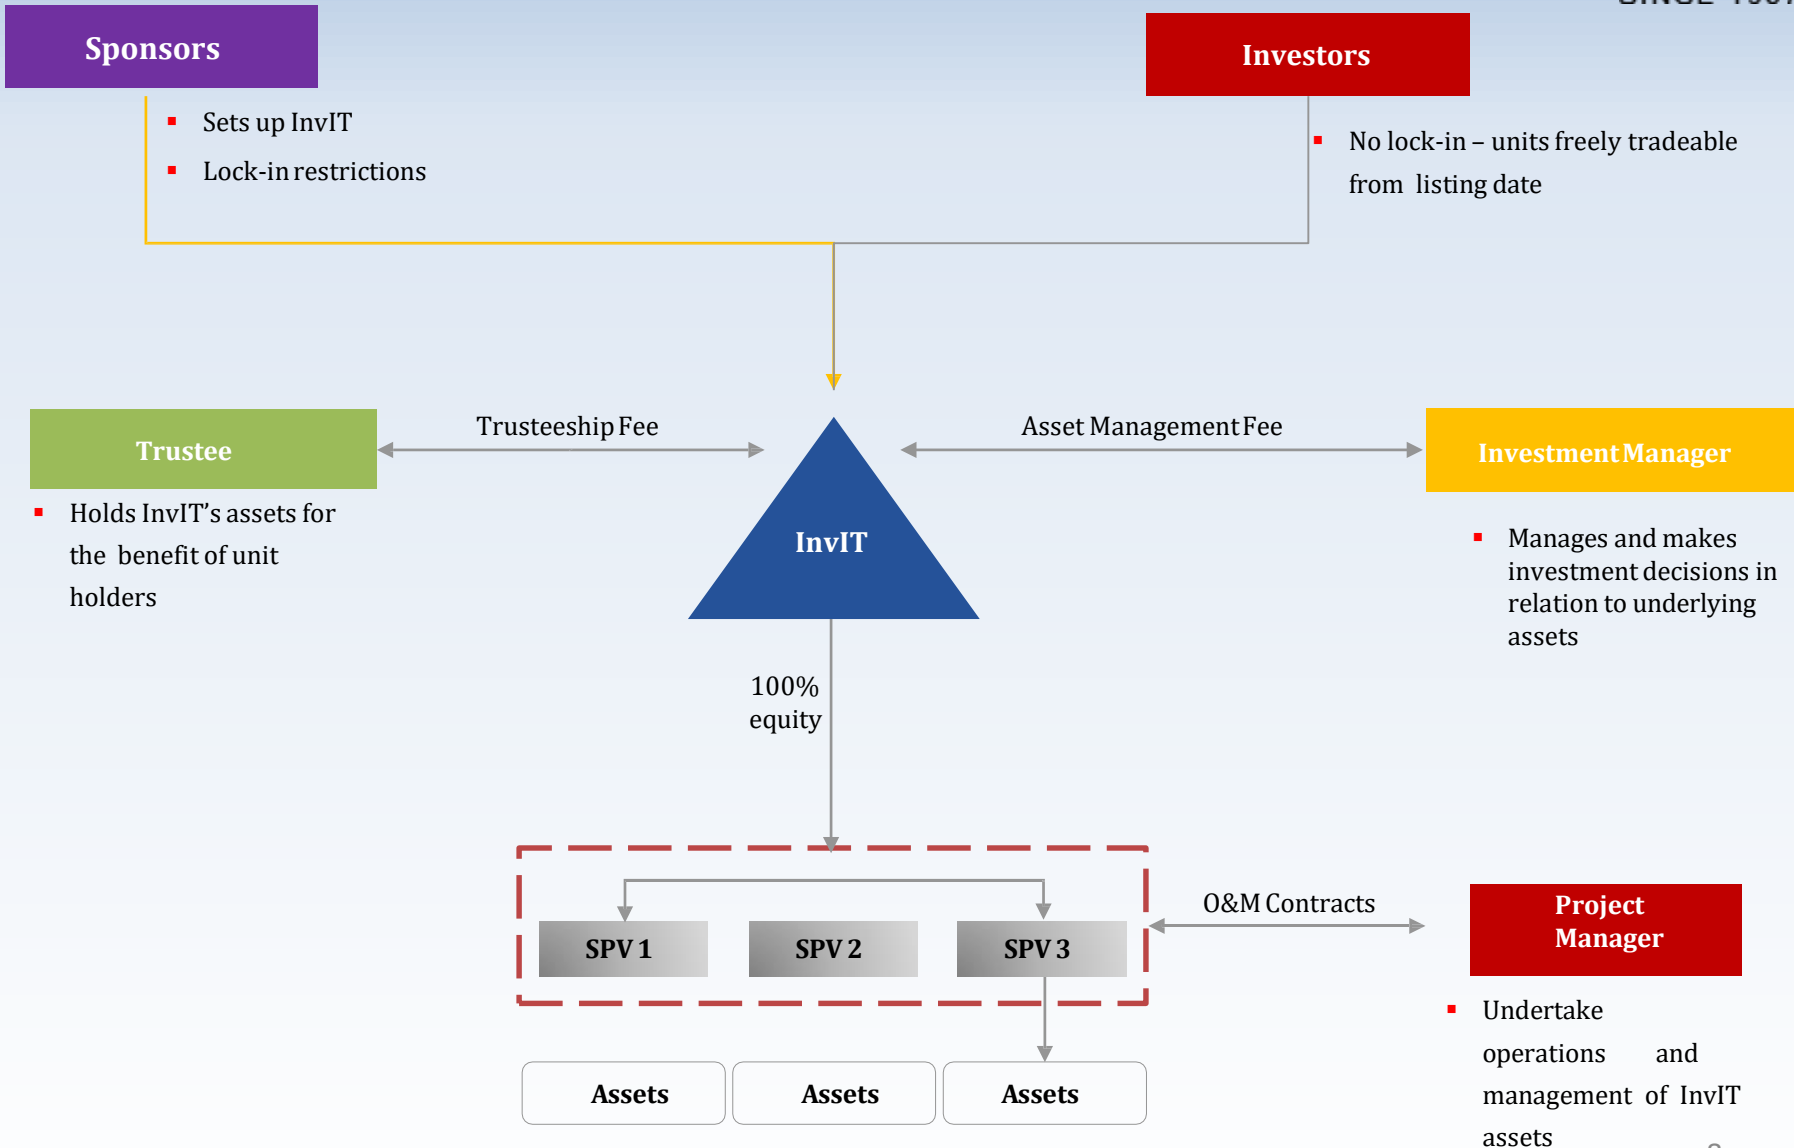 Sponsors
Investors
Sets up InvIT
Lock-in restrictions
No lock-in – units freely tradeable
from listing date
Trustee
Trusteeship Fee
Asset Management Fee
Investment Manager
Holds InvIT’s assets for
the benefit of unit
holders
InvIT
Manages and makes
investment decisions in
relation to underlying
assets
100%
equity
SPV 1
SPV 2
SPV 3
O&M Contracts
Project
Manager
Undertake
operations and
management of InvIT
assets
Assets
Assets
Assets